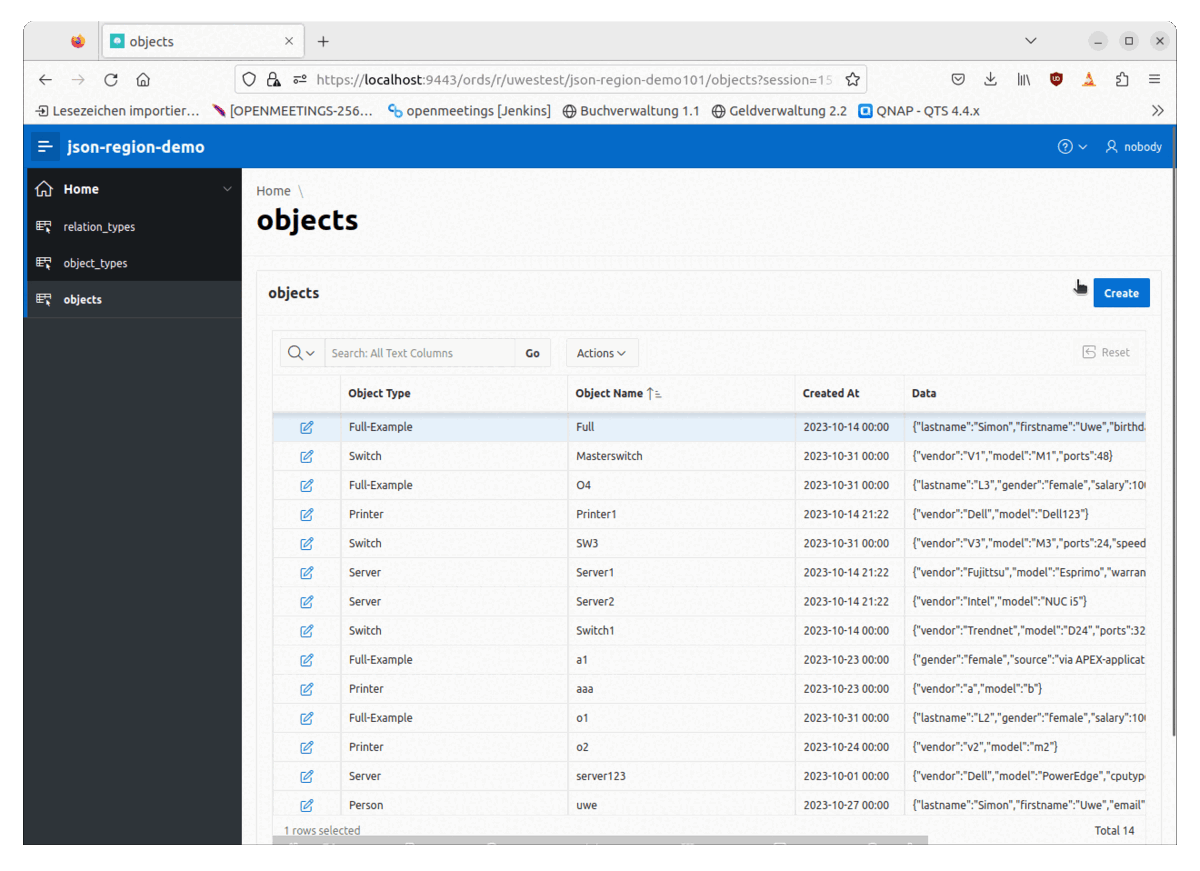 objects
https://localhost:9443/ords/r/uwestest/json-region-demo101/objects?session=15
Lesezeichen importier... [OPENMEETINGS-256... openmeetings [Jenkins] Buchverwaltung 1.1 Geldverwaltung 2.2 QNAP - QTS 4.4.x
json-region-demo nobody
Home
relation_types
object_types
objects
Home \
objects
objects Create
Search: All Text Columns Go Actions Reset
Object Type Object Name Created At Data
Full-Example Full 2023-10-14 00:00 {"lastname":"Simon","firstname":"Uwe","birthd
Switch Masterswitch 2023-10-31 00:00 {"vendor":"V1","model":"M1","ports":48}
Full-Example O4 2023-10-31 00:00 {"lastname":"L3","gender":"female","salary":10
Printer Printer1 2023-10-14 21:22 {"vendor":"Dell","model":"Dell123"}
Switch SW3 2023-10-31 00:00 {"vendor":"V3","model":"M3","ports":24,"speed
Server Server1 2023-10-14 21:22 {"vendor":"Fujittsu","model":"Esprimo","warran
Server Server2 2023-10-14 21:22 {"vendor":"Intel","model":"NUC i5"}
Switch Switch1 2023-10-14 00:00 {"vendor":"Trendnet","model":"D24","ports":32
Full-Example a1 2023-10-23 00:00 {"gender":"female","source":"via APEX-applicat
Printer aaa 2023-10-23 00:00 {"vendor":"a","model":"b"}
Full-Example o1 2023-10-31 00:00 {"lastname":"L2","gender":"female","salary":10
Printer o2 2023-10-24 00:00 {"vendor":"v2","model":"m2"}
Server server123 2023-10-01 00:00 {"vendor":"Dell","model":"PowerEdge","cputyp
Person uwe 2023-10-27 00:00 {"lastname":"Simon","firstname":"Uwe","email"
1 rows selected Total 14